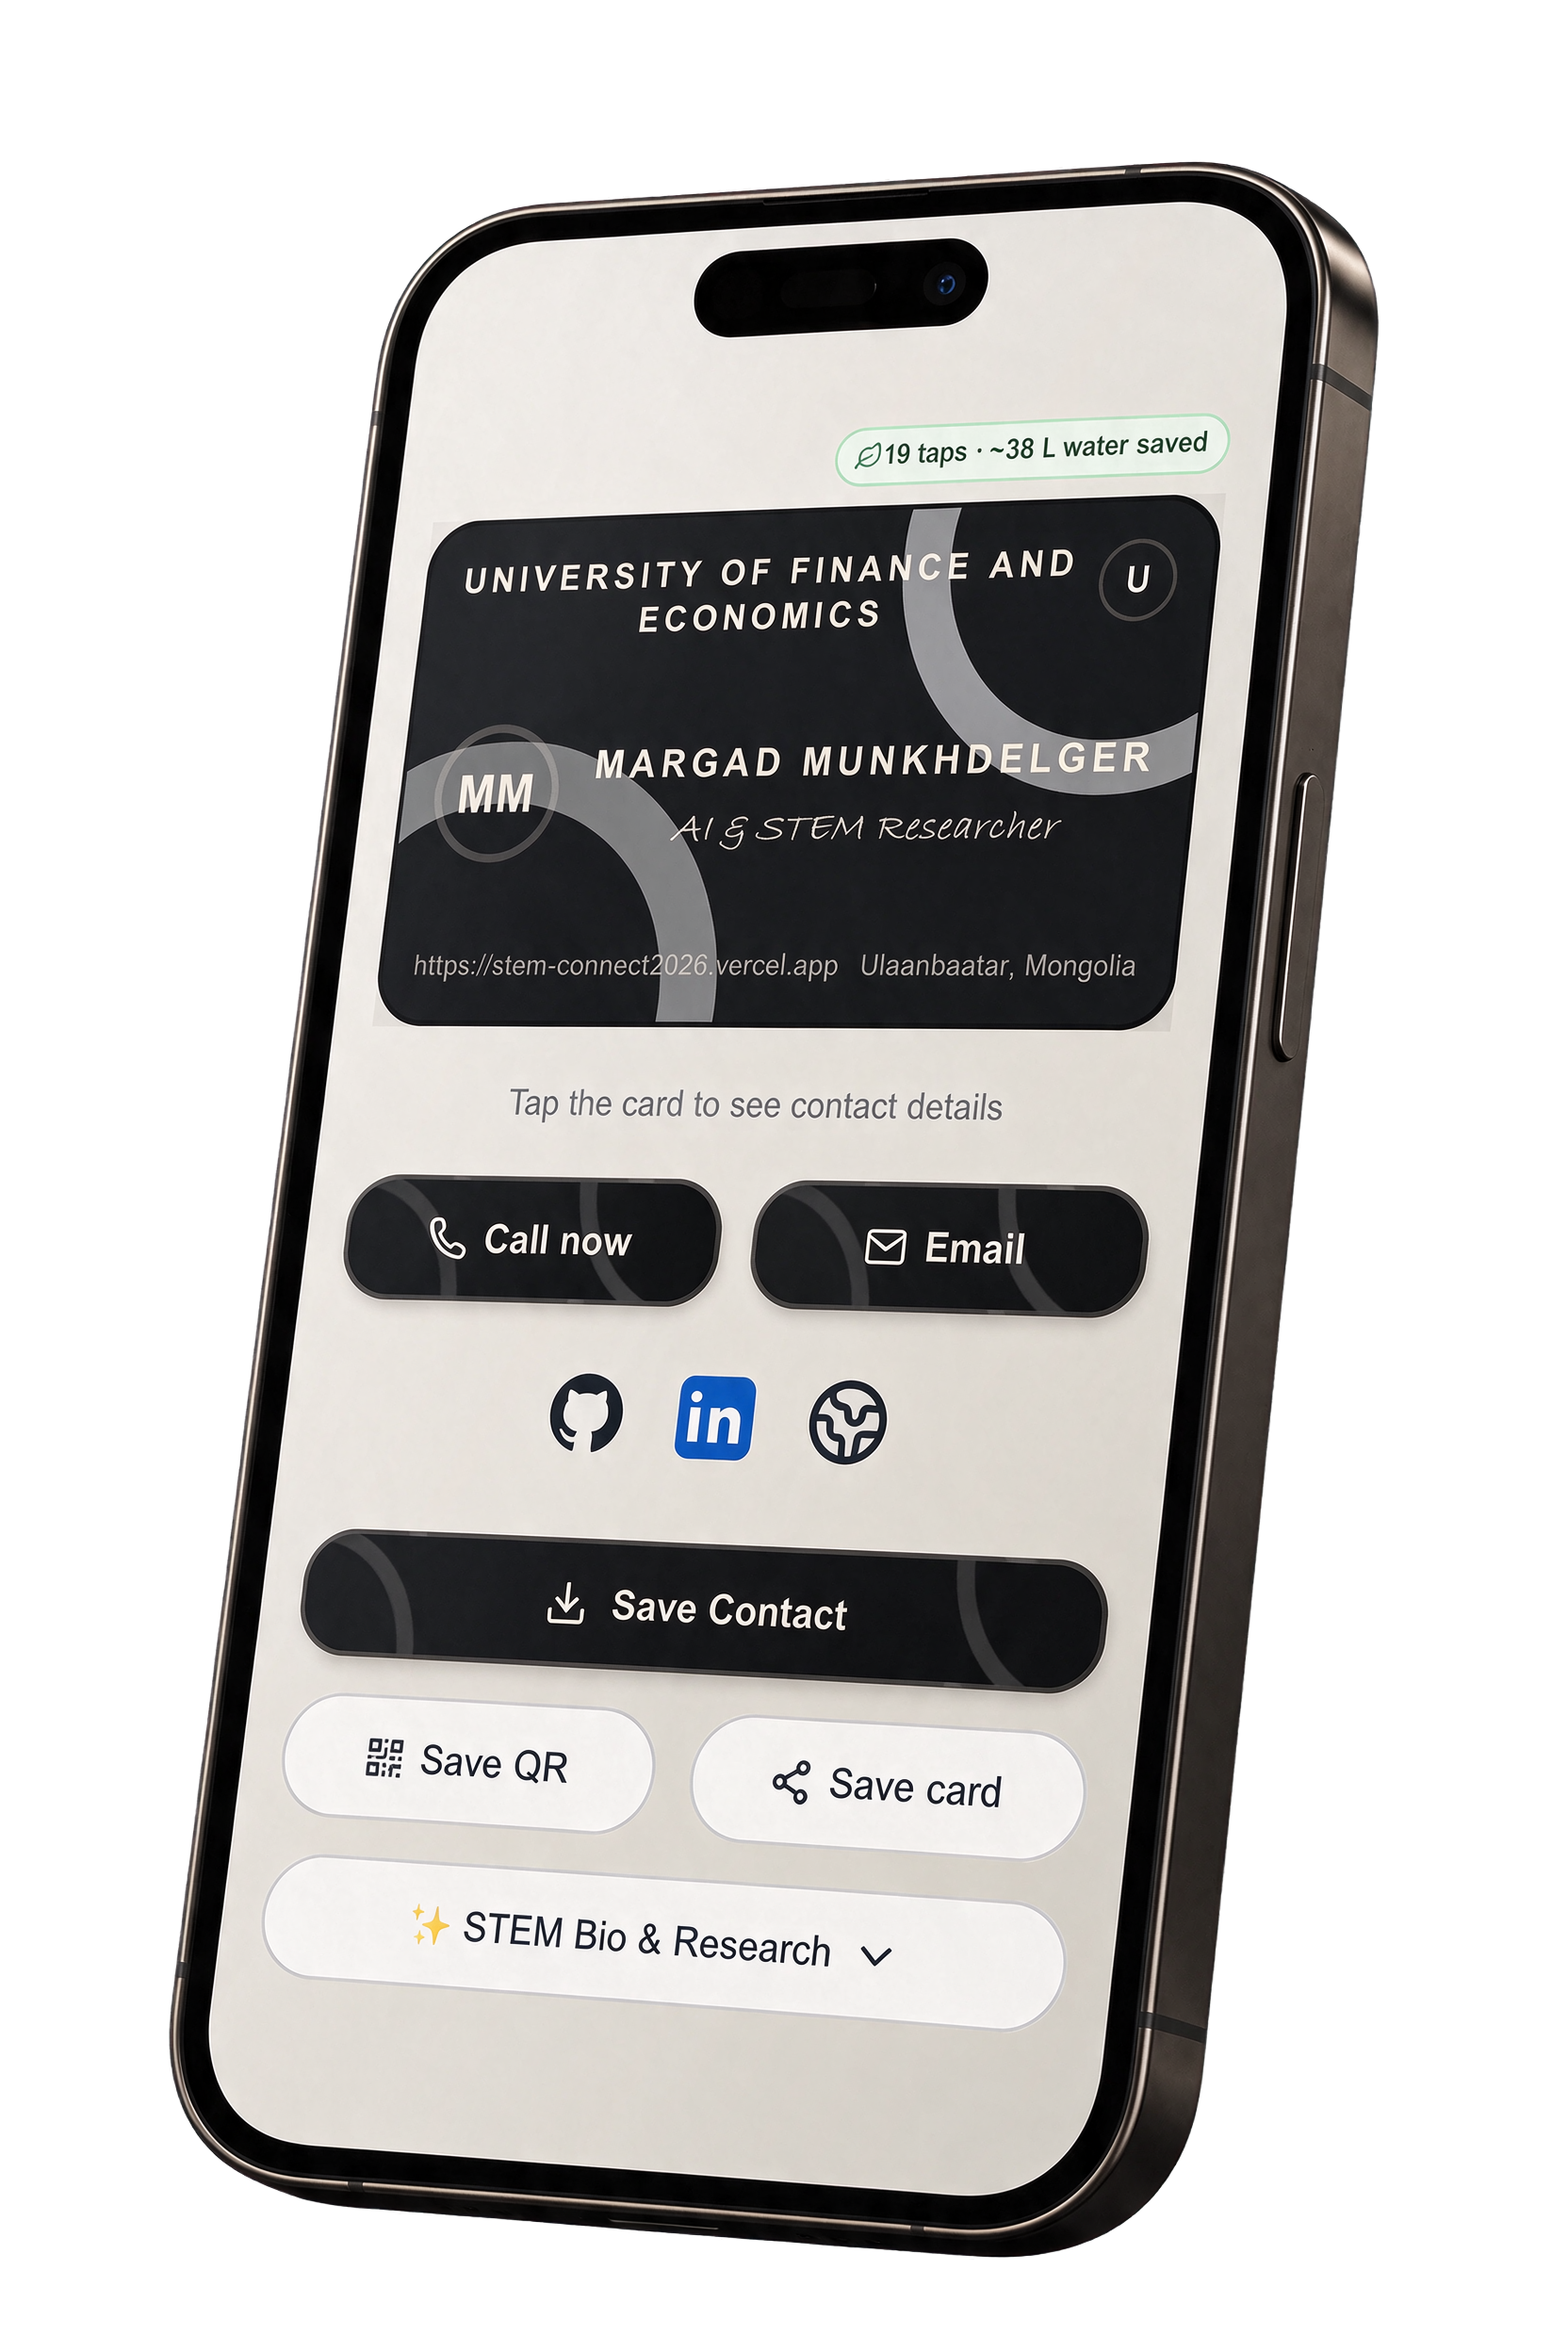 19 taps · ~38 L water saved
UNIVERSITY OF FINANCE AND
ECONOMICS
U
MM
MARGAD MUNKHDELGER
AI & STEM Researcher
https://stem-connect2026.vercel.app Ulaanbaatar, Mongolia
Tap the card to see contact details
Call now
Email
in
Save Contact
Save QR
Save card
✨ STEM Bio & Research